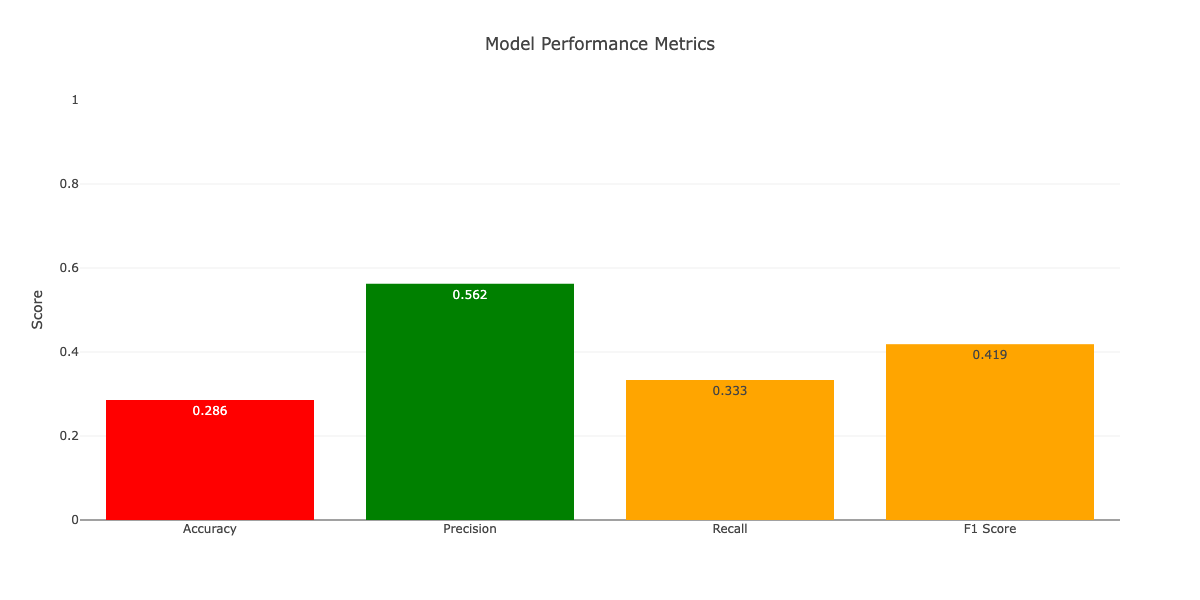 Model Performance Metrics
1
0.8
0.6
0.4
0.2
0
Score
0.286
0.562
0.333
0.419
Accuracy
Precision
Recall
F1 Score